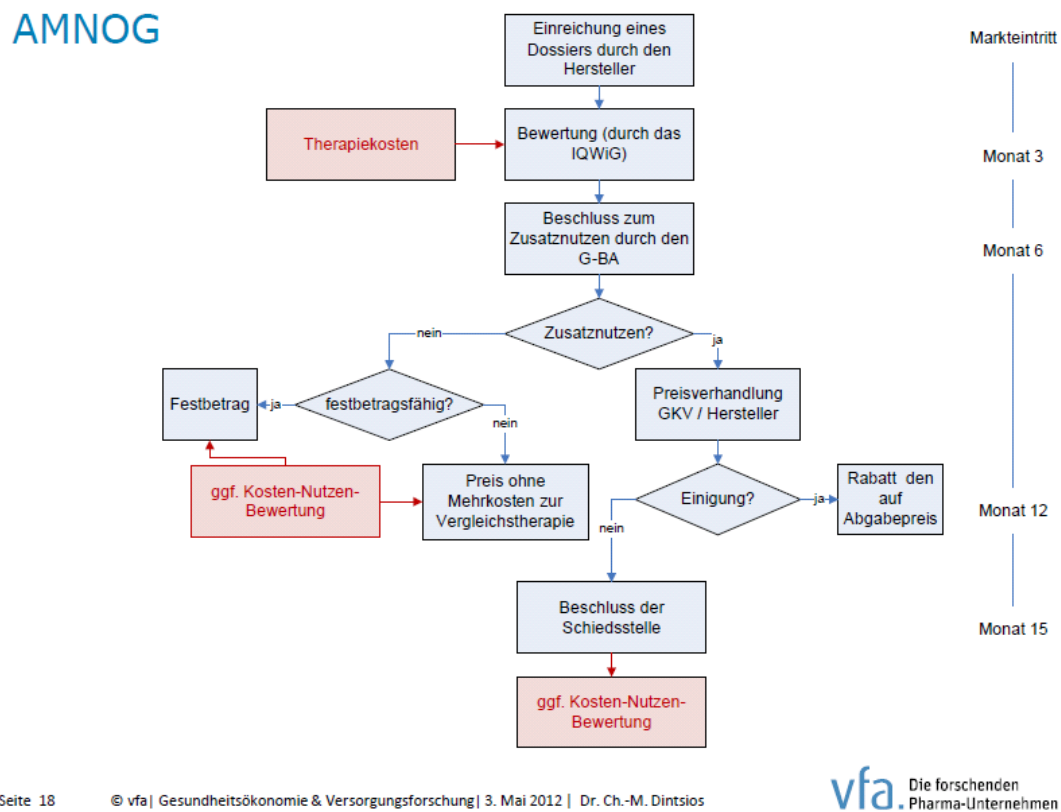 AMNOG
Einreichung eines
Dossiers durch den
Hersteller
Markteintritt
Therapiekosten
Bewertung (durch das
IQWiG)
Monat 3
Beschluss zum
Zusatznutzen durch den
G-BA
Monat 6
Zusatznutzen?
nein
ja
Festbetrag
ja
festbetragsfähig?
nein
Preisverhandlung
GKV / Hersteller
ggf. Kosten-Nutzen-
Bewertung
Preis ohne
Mehrkosten zur
Vergleichstherapie
Einigung?
nein
ja
Rabatt den
auf
Abgabepreis
Monat 12
Beschluss der
Schiedsstelle
Monat 15
ggf. Kosten-Nutzen-
Bewertung
Seite 18 © vfa| Gesundheitsökonomie & Versorgungsforschung| 3. Mai 2012 | Dr. Ch.-M. Dintsios
vfa. Die forschenden
Pharma-Unternehmen